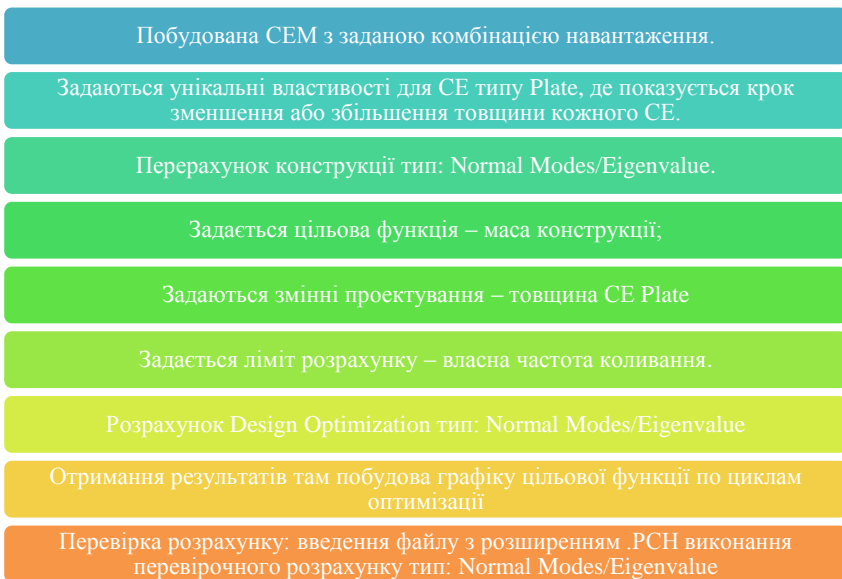 Побудована СЕМ з заданою комбінацією навантаження.
Задаються унікальні властивості для СЕ типу Plate, де показується крок
зменшення або збільшення товщини кожного СЕ.
Перерахунок конструкції тип: Normal Modes/Eigenvalue.
Задається цільова функція – маса конструкції;
Задаються змінні проектування – товщина СЕ Plate
Задається ліміт розрахунку – власна частота коливання.
Розрахунок Design Optimization тип: Normal Modes/Eigenvalue
Отримання результатів там побудова графіку цільової функції по циклам
оптимізації
Перевірка розрахунку: введення файлу з розширенням .PCH виконання
перевірочного розрахунку тип: Normal Modes/Eigenvalue